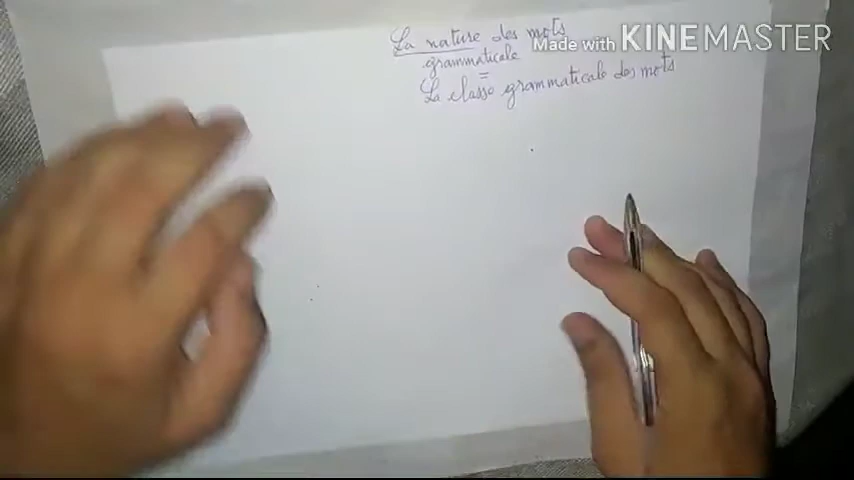 La nature des mots
Made with KINEMASTER
grammaticale
=
La classe grammaticale des mots